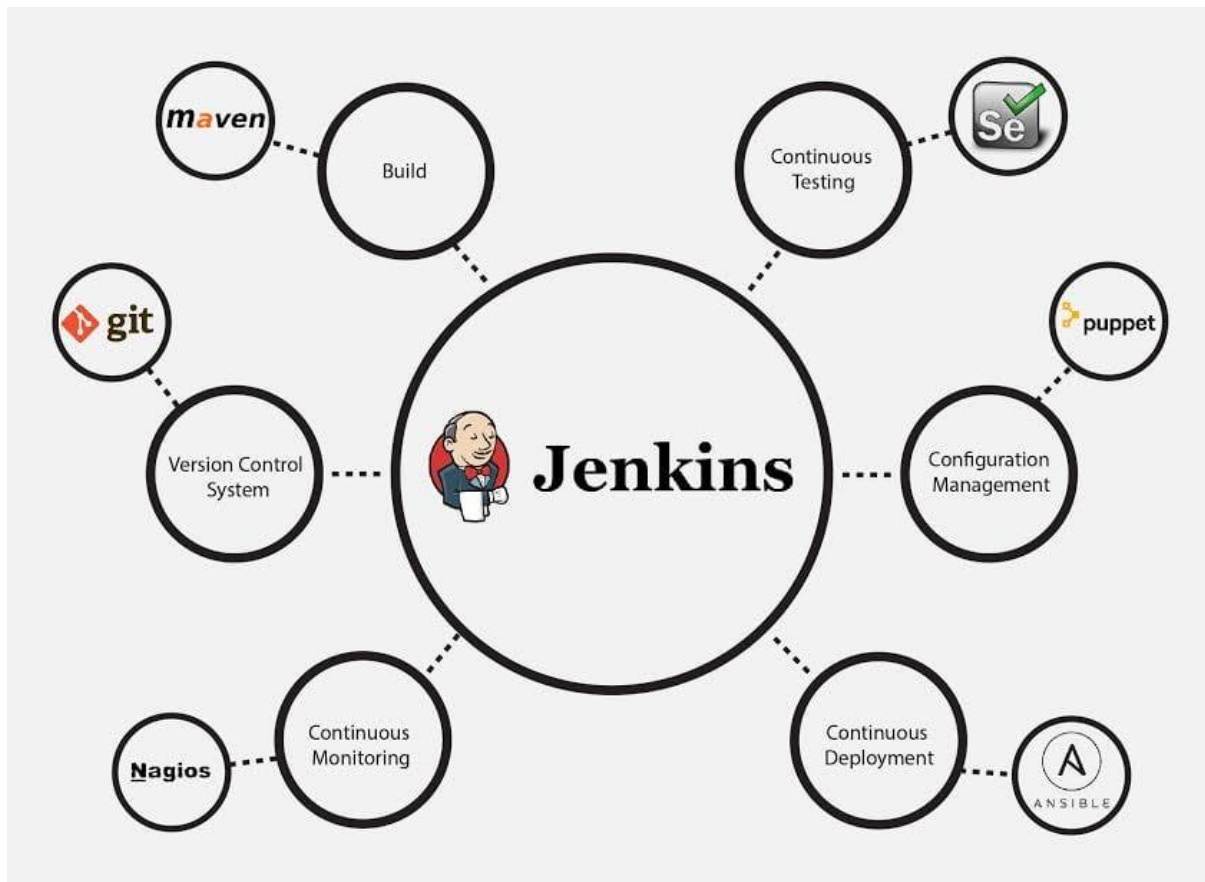 maven
Build
Continuous
Testing
Se
git
puppet
Version Control
System
Jenkins
Configuration
Management
Continuous
Monitoring
Nagios
Continuous
Deployment
ANSIBLE